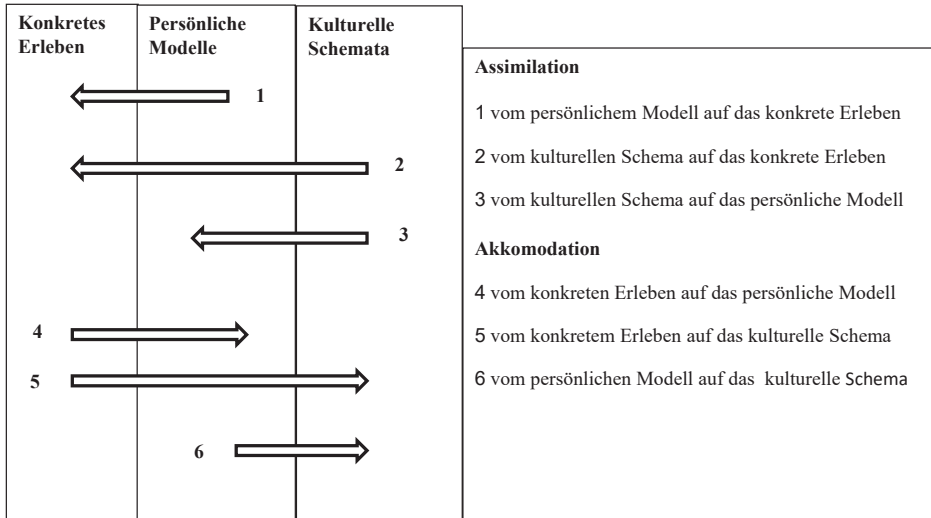 Konkretes
Erleben
Persönliche
Modelle
Kulturelle
Schemata
1
2
3
4
5
6
Assimilation
1 vom persönlichem Modell auf das konkrete Erleben
2 vom kulturellen Schema auf das konkrete Erleben
3 vom kulturellen Schema auf das persönliche Modell
Akkomodation
4 vom konkreten Erleben auf das persönliche Modell
5 vom konkretem Erleben auf das kulturelle Schema
6 vom persönlichen Modell auf das kulturelle Schema